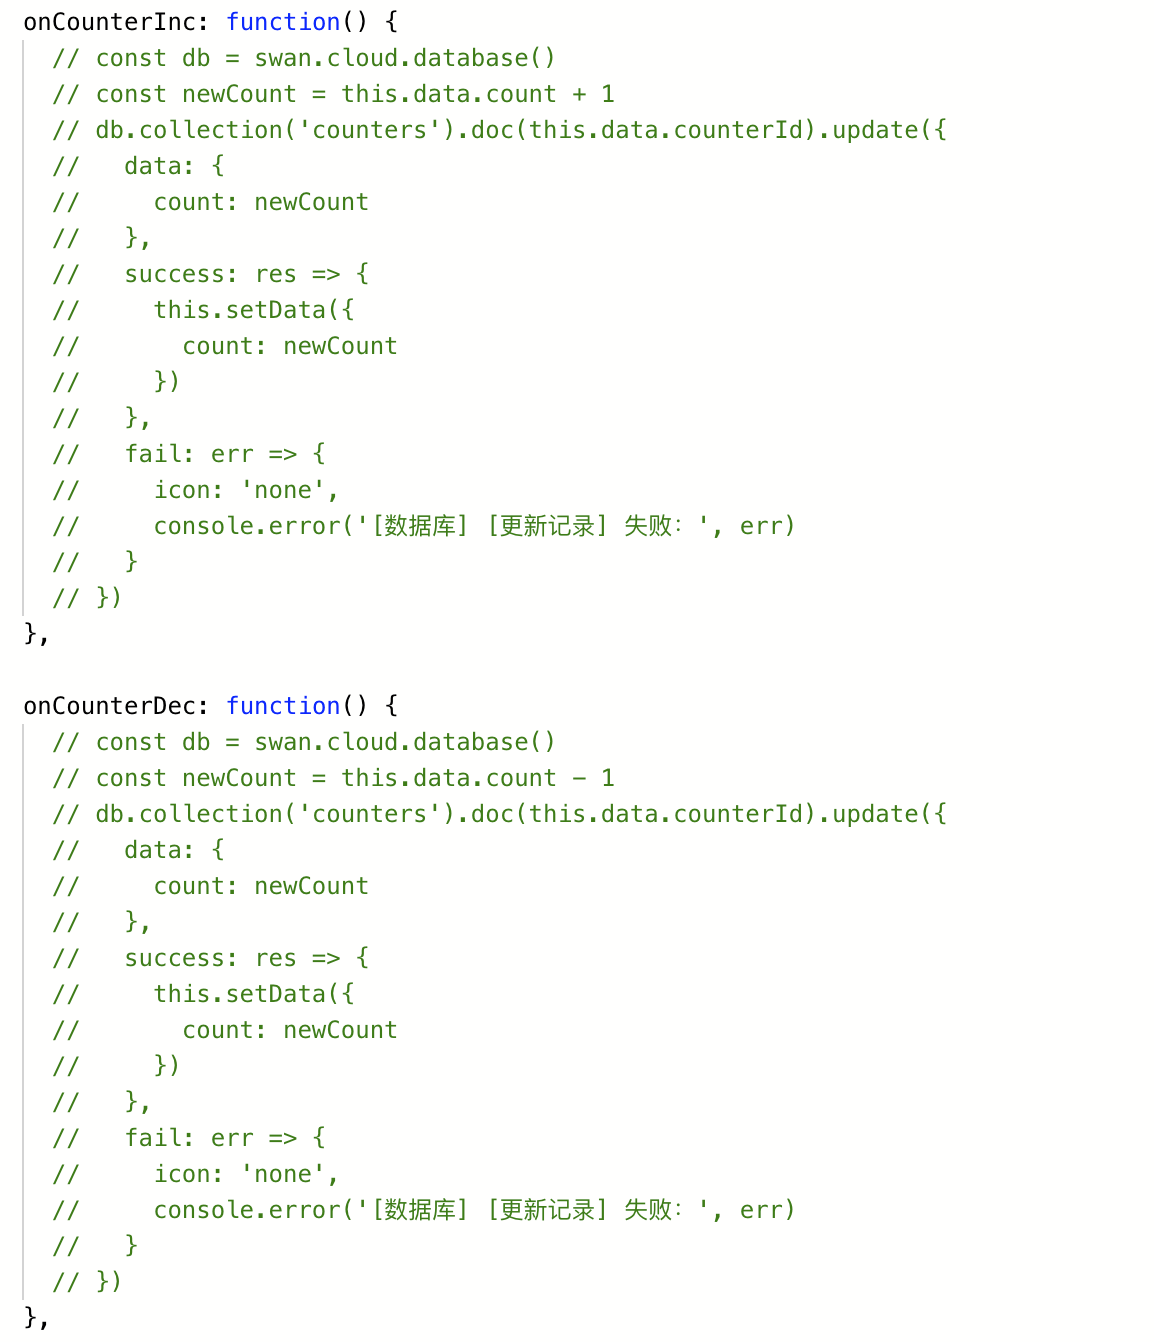 onCounterInc: function() {
  // const db = swan.cloud.database()
  // const newCount = this.data.count + 1
  // db.collection('counters').doc(this.data.counterId).update({
  //   data: {
  //     count: newCount
  //   },
  //   success: res => {
  //     this.setData({
  //       count: newCount
  //     })
  //   },
  //   fail: err => {
  //     icon: 'none',
  //     console.error('[数据库] [更新记录] 失败：', err)
  //   }
  // })
},

onCounterDec: function() {
  // const db = swan.cloud.database()
  // const newCount = this.data.count - 1
  // db.collection('counters').doc(this.data.counterId).update({
  //   data: {
  //     count: newCount
  //   },
  //   success: res => {
  //     this.setData({
  //       count: newCount
  //     })
  //   },
  //   fail: err => {
  //     icon: 'none',
  //     console.error('[数据库] [更新记录] 失败：', err)
  //   }
  // })
},